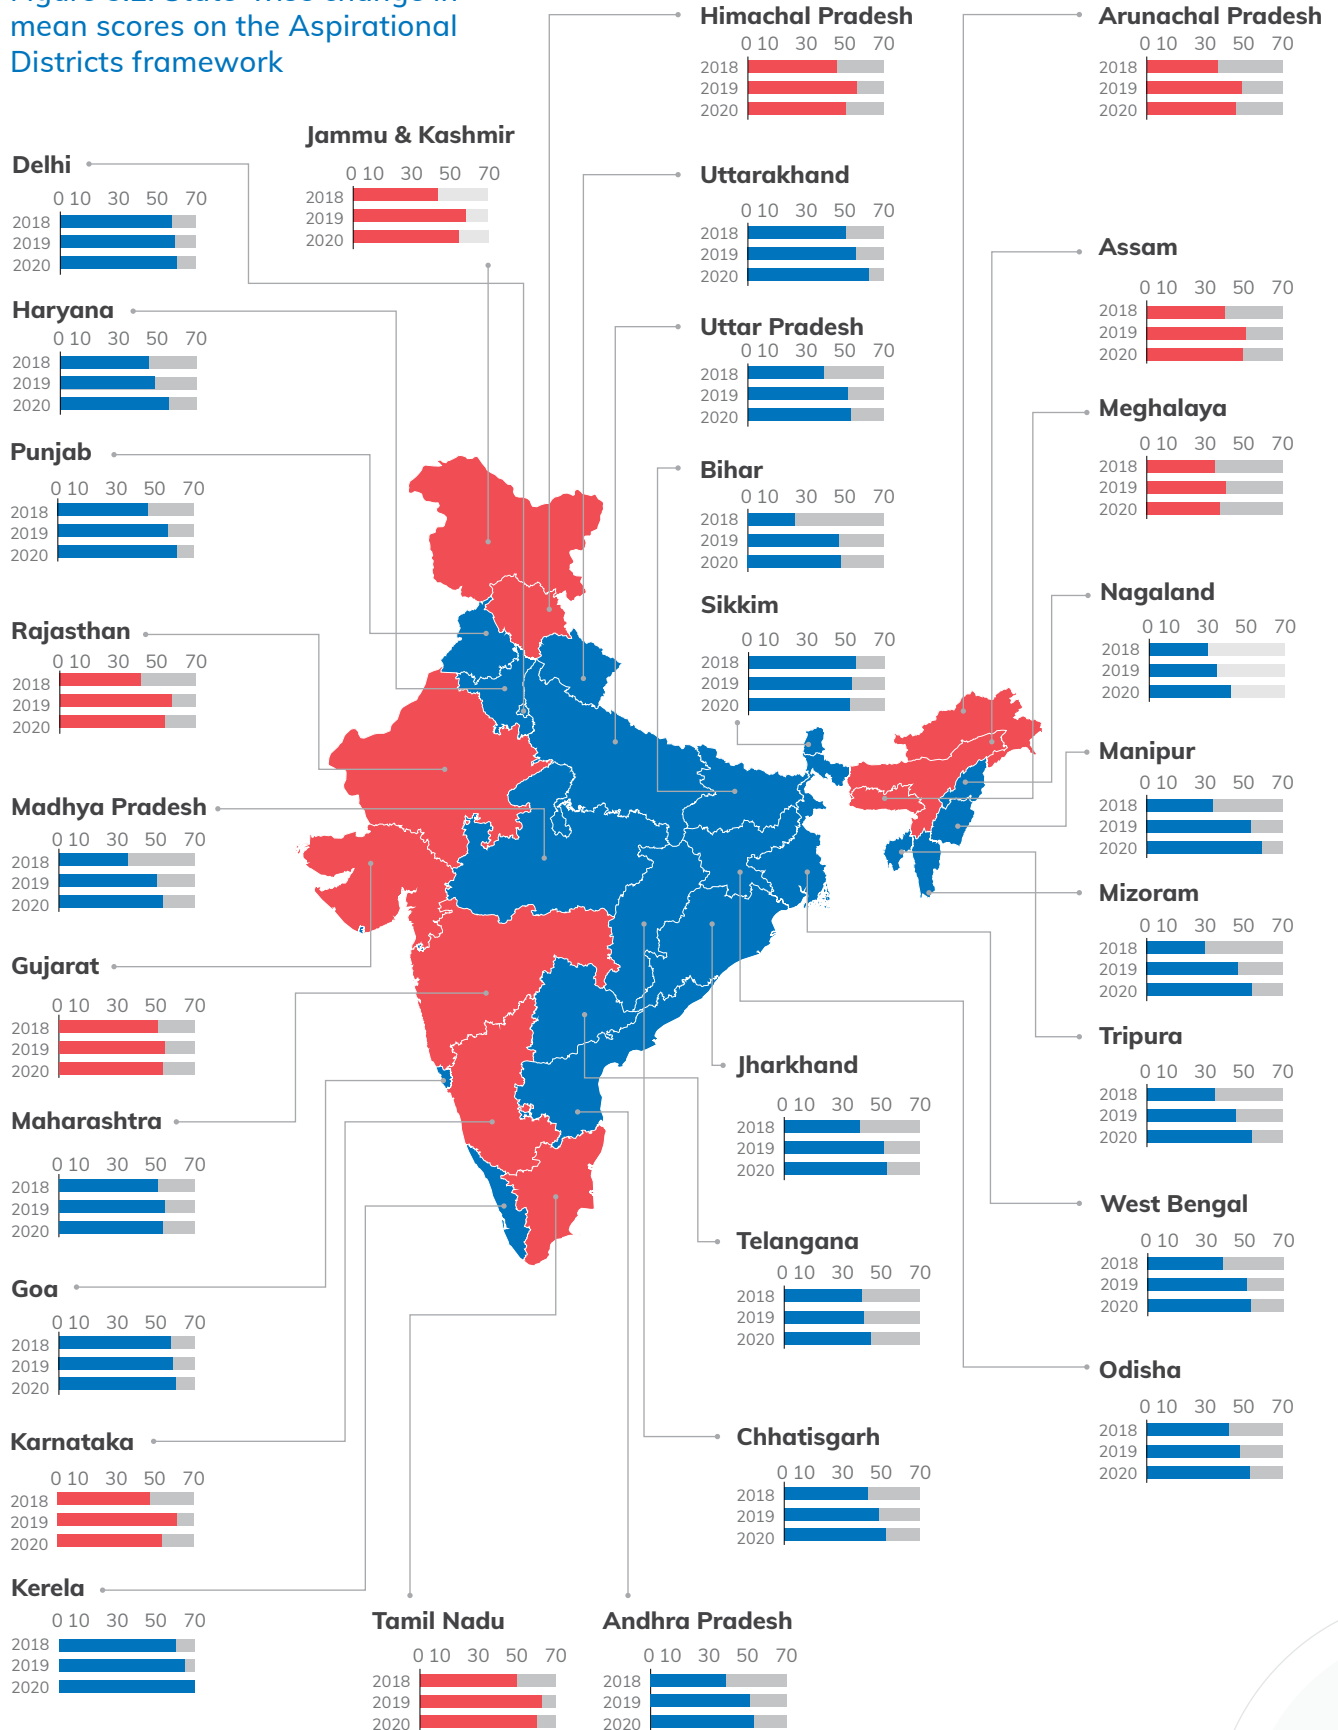 mean scores on the Aspirational
Districts framework
Himachal Pradesh
0 10 30 50 70
2018
2019
2020
Arunachal Pradesh
0 10 30 50 70
2018
2019
2020
Jammu & Kashmir
0 10 30 50 70
2018
2019
2020
Delhi
0 10 30 50 70
2018
2019
2020
Uttarakhand
0 10 30 50 70
2018
2019
2020
Assam
0 10 30 50 70
2018
2019
2020
Haryana
0 10 30 50 70
2018
2019
2020
Uttar Pradesh
0 10 30 50 70
2018
2019
2020
Meghalaya
0 10 30 50 70
2018
2019
2020
Punjab
0 10 30 50 70
2018
2019
2020
Bihar
0 10 30 50 70
2018
2019
2020
Nagaland
0 10 30 50 70
2018
2019
2020
Sikkim
0 10 30 50 70
2018
2019
2020
Rajasthan
0 10 30 50 70
2018
2019
2020
Manipur
0 10 30 50 70
2018
2019
2020
Madhya Pradesh
0 10 30 50 70
2018
2019
2020
Mizoram
0 10 30 50 70
2018
2019
2020
Gujarat
0 10 30 50 70
2018
2019
2020
Tripura
0 10 30 50 70
2018
2019
2020
Jharkhand
0 10 30 50 70
2018
2019
2020
Maharashtra
0 10 30 50 70
2018
2019
2020
West Bengal
0 10 30 50 70
2018
2019
2020
Telangana
0 10 30 50 70
2018
2019
2020
Goa
0 10 30 50 70
2018
2019
2020
Odisha
0 10 30 50 70
2018
2019
2020
Chhatisgarh
0 10 30 50 70
2018
2019
2020
Karnataka
0 10 30 50 70
2018
2019
2020
Kerela
0 10 30 50 70
2018
2019
2020
Tamil Nadu
0 10 30 50 70
2018
2019
2020
Andhra Pradesh
0 10 30 50 70
2018
2019
2020